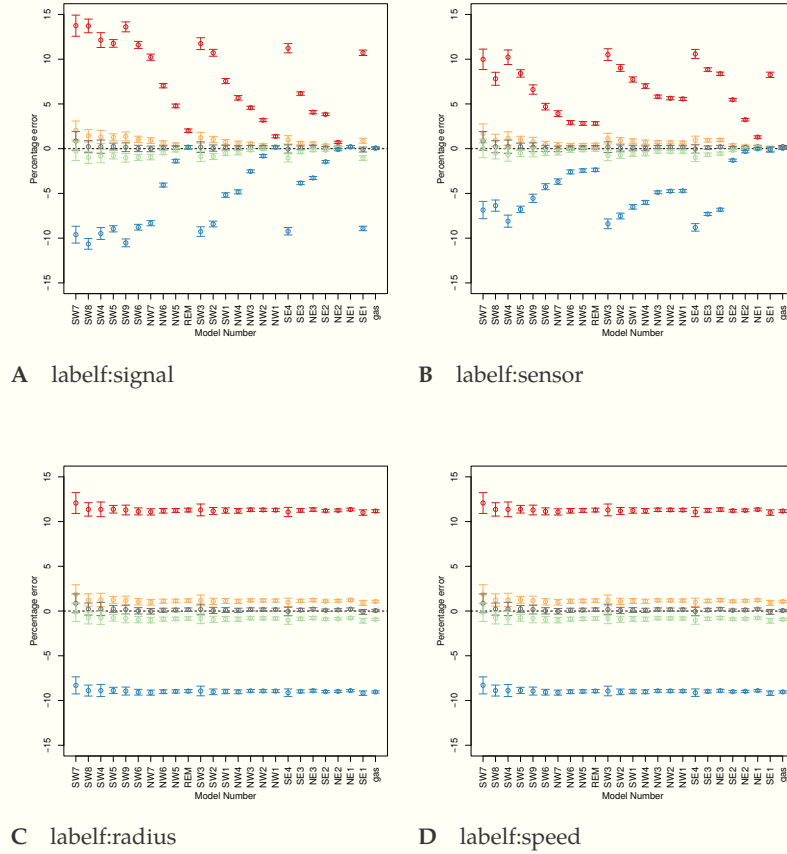 15
10
5
0
−5
−10
−15
Percentage error
SW7 SW8 SW4 SW5 SW9 SW6 NW7 NW6 NW5 REM SW3 SW2 SW1 NW4 NW3 NW2 NW1 SE4 SE3 NE3 SE2 NE2 NE1 SE1 gas
Model Number
A labelf:signal
15
10
5
0
−5
−10
−15
Percentage error
SW7 SW8 SW4 SW5 SW9 SW6 NW7 NW6 NW5 REM SW3 SW2 SW1 NW4 NW3 NW2 NW1 SE4 SE3 NE3 SE2 NE2 NE1 SE1 gas
Model Number
B labelf:sensor
15
10
5
0
−5
−10
−15
Percentage error
SW7 SW8 SW4 SW5 SW9 SW6 NW7 NW6 NW5 REM SW3 SW2 SW1 NW4 NW3 NW2 NW1 SE4 SE3 NE3 SE2 NE2 NE1 SE1 gas
Model Number
C labelf:radius
15
10
5
0
−5
−10
−15
Percentage error
SW7 SW8 SW4 SW5 SW9 SW6 NW7 NW6 NW5 REM SW3 SW2 SW1 NW4 NW3 NW2 NW1 SE4 SE3 NE3 SE2 NE2 NE1 SE1 gas
Model Number
D labelf:speed